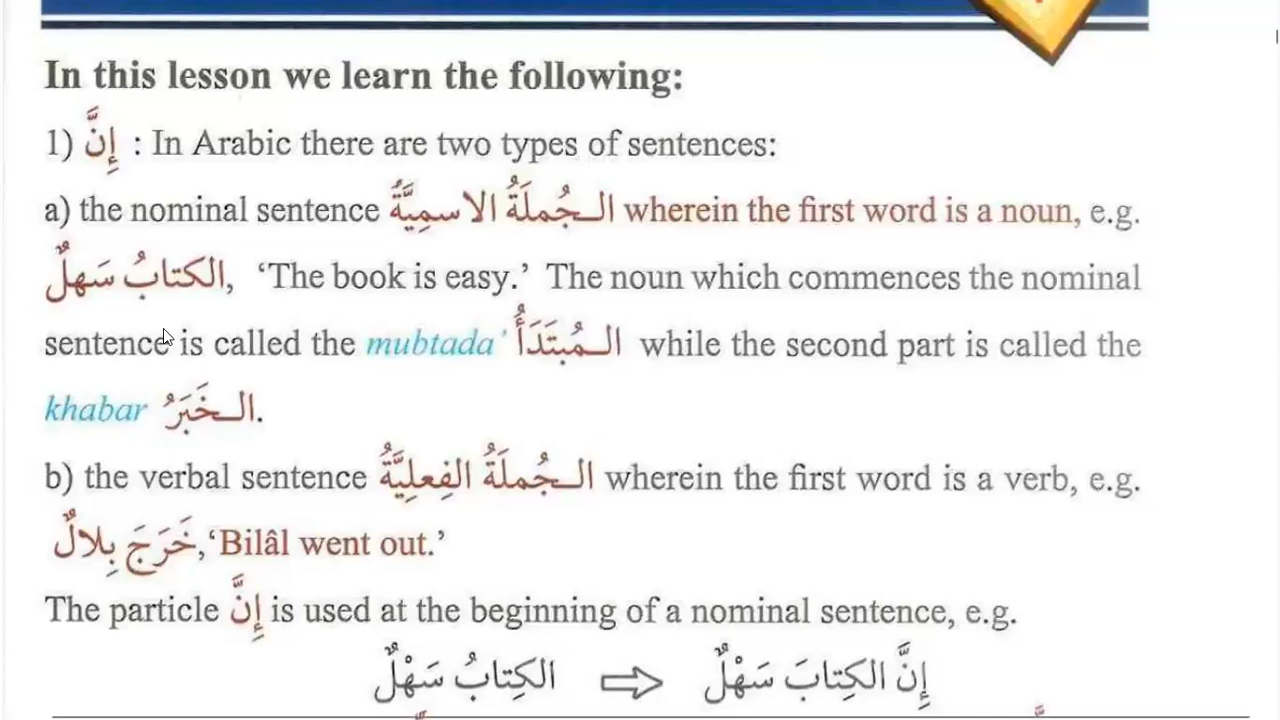 In this lesson we learn the following:
1) إِنَّ : In Arabic there are two types of sentences:
a) the nominal sentence الـجُملَةُ الاسمِيَّةُ wherein the first word is a noun, e.g.
الكتابُ سَهلٌ, ‘The book is easy.’ The noun which commences the nominal
sentence is called the mubtada' الـمُبتَدَأُ while the second part is called the
khabar الـخَبَرُ.
b) the verbal sentence الـجُملَةُ الفِعلِيَّةُ wherein the first word is a verb, e.g.
خَرَجَ بِلالٌ, ‘Bilâl went out.’
The particle إِنَّ is used at the beginning of a nominal sentence, e.g.
الكِتابُ سَهْلٌ ⇨ إِنَّ الكِتابَ سَهْلٌ